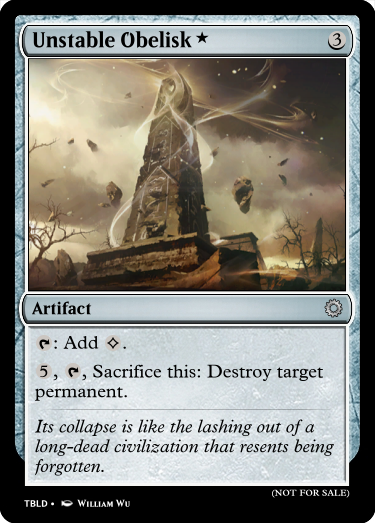 Unstable Obelisk★ 3
Artifact
T: Add C.
5, T, Sacrifice this: Destroy target
permanent.
Its collapse is like the lashing out of a
long-dead civilization that resents being
forgotten.
(NOT FOR SALE)
TBLD • William Wu